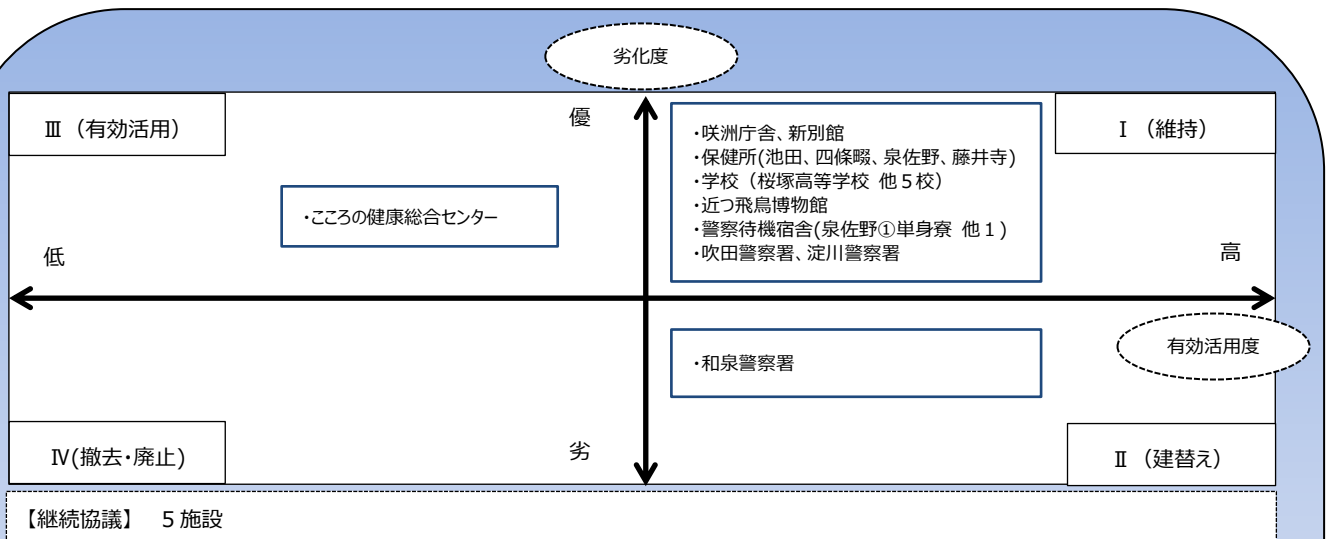 劣化度
Ⅲ（有効活用）
優
・咲洲庁舎、新別館
・保健所(池田、四條畷、泉佐野、藤井寺)
・学校（桜塚高等学校 他５校）
・近つ飛鳥博物館
・警察待機宿舎(泉佐野①単身寮 他１)
・吹田警察署、淀川警察署
Ⅰ（維持）
・こころの健康総合センター
低
高
有効活用度
・和泉警察署
Ⅳ(撤去・廃止)
劣
Ⅱ（建替え）
【継続協議】　５施設